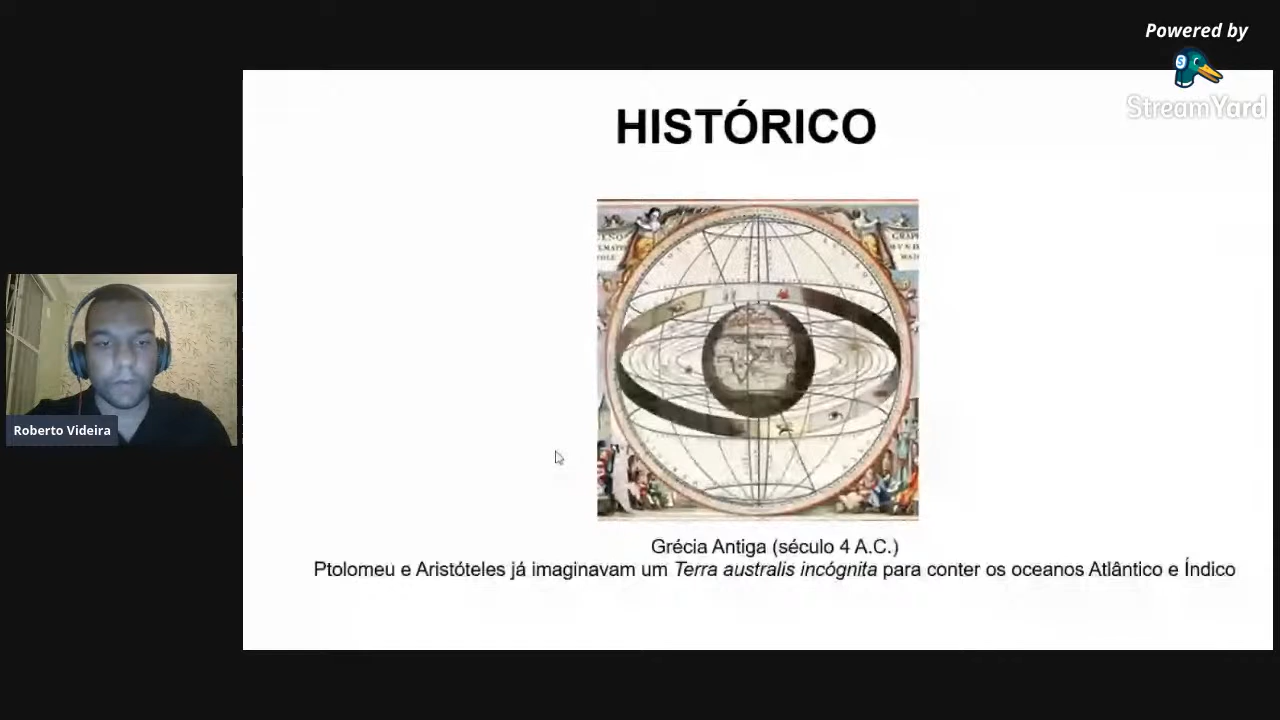 Powered by
StreamYard
HISTÓRICO
Roberto Videira
Grécia Antiga (século 4 A.C.)
Ptolomeu e Aristóteles já imaginavam um Terra australis incógnita para conter os oceanos Atlântico e Índico